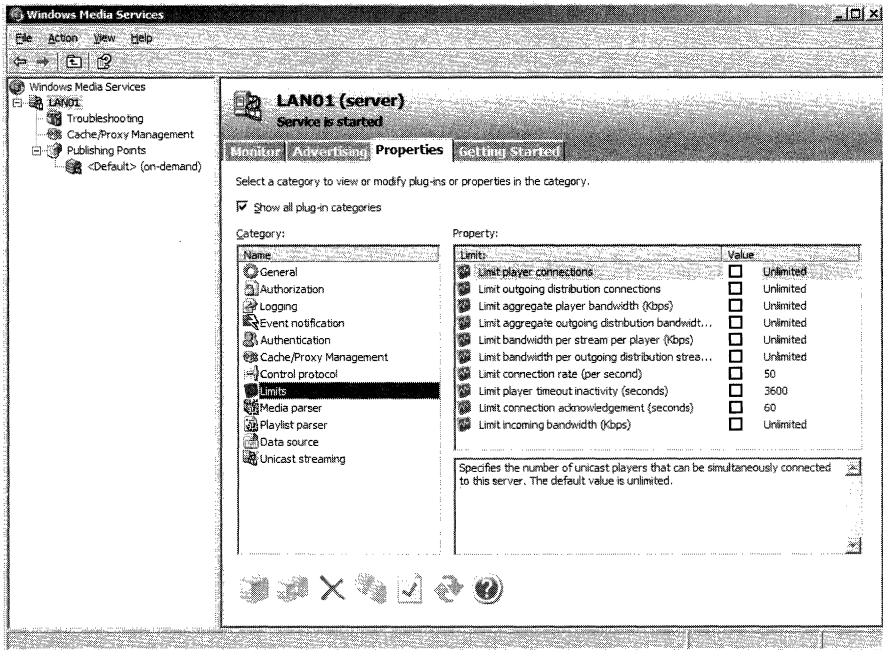 Windows Media Services
File Action View Help
Windows Media Services
LAN01
Troubleshooting
Cache/Proxy Management
Publishing Points
<Default> (on-demand)
LAN01 (server)
Service is started
Monitor Advertising Properties Getting Started
Select a category to view or modify plug-ins or properties in the category.
Show all plug-in categories
Category:
Name
General
Authorization
Logging
Event notification
Authentication
Cache/Proxy Management
Control protocol
Limits
Media parser
Playlist parser
Data source
Unicast streaming
Property:
Limit: Value
Limit player connections Unlimited
Limit outgoing distribution connections Unlimited
Limit aggregate player bandwidth (Kbps) Unlimited
Limit aggregate outgoing distribution bandwidt... Unlimited
Limit bandwidth per stream per player (Kbps) Unlimited
Limit bandwidth per outgoing distribution strea... Unlimited
Limit connection rate (per second) 50
Limit player timeout inactivity (seconds) 3600
Limit connection acknowledgement (seconds) 60
Limit incoming bandwidth (Kbps) Unlimited
Specifies the number of unicast players that can be simultaneously connected
to this server. The default value is unlimited.